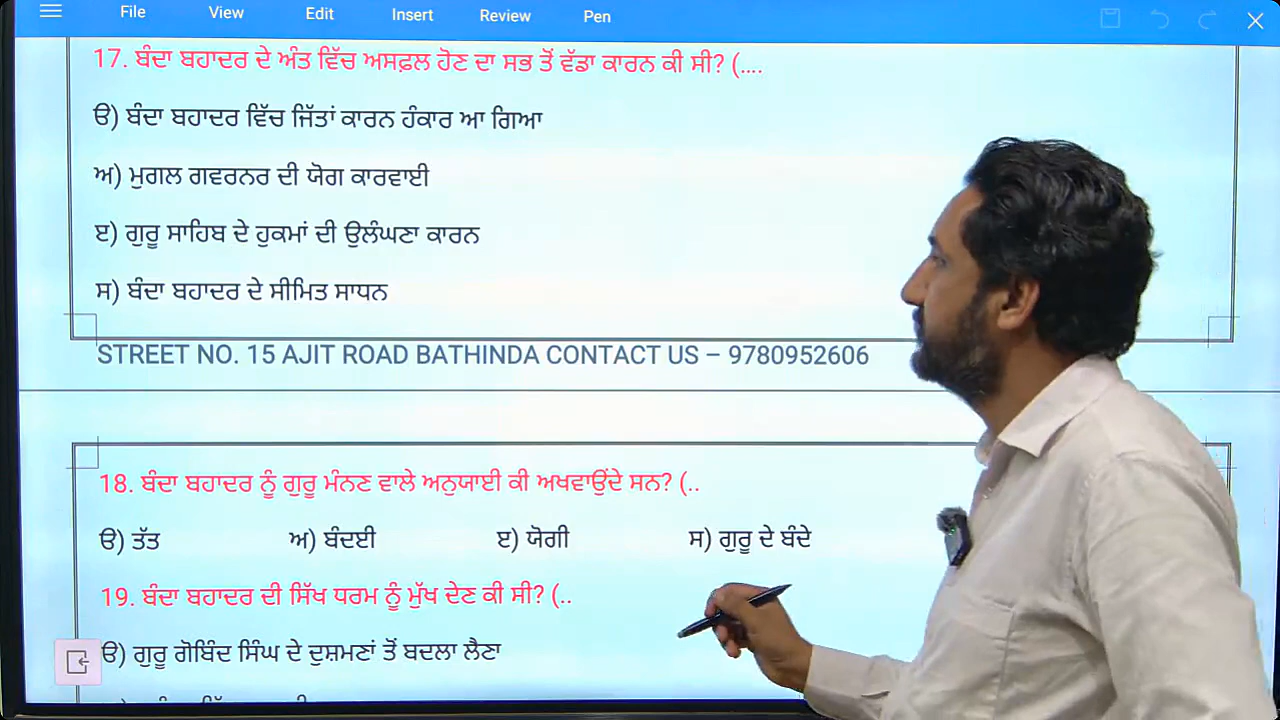 File View Edit Insert Review Pen
17. ਬੰਦਾ ਬਹਾਦਰ ਦੇ ਅੰਤ ਵਿੱਚ ਅਸਫ਼ਲ ਹੋਣ ਦਾ ਸਭ ਤੋਂ ਵੱਡਾ ਕਾਰਨ ਕੀ ਸੀ? (....
ੳ) ਬੰਦਾ ਬਹਾਦਰ ਵਿੱਚ ਜਿੱਤਾਂ ਕਾਰਨ ਹੰਕਾਰ ਆ ਗਿਆ
ਅ) ਮੁਗਲ ਗਵਰਨਰ ਦੀ ਯੋਗ ਕਾਰਵਾਈ
ੲ) ਗੁਰੂ ਸਾਹਿਬ ਦੇ ਹੁਕਮਾਂ ਦੀ ਉਲੰਘਣਾ ਕਾਰਨ
ਸ) ਬੰਦਾ ਬਹਾਦਰ ਦੇ ਸੀਮਿਤ ਸਾਧਨ
STREET NO. 15 AJIT ROAD BATHINDA CONTACT US – 9780952606
18. ਬੰਦਾ ਬਹਾਦਰ ਨੂੰ ਗੁਰੂ ਮੰਨਣ ਵਾਲੇ ਅਨੁਯਾਈ ਕੀ ਅਖਵਾਉਂਦੇ ਸਨ? (..
ੳ) ਤੱਤ ਅ) ਬੰਦਈ ੲ) ਯੋਗੀ ਸ) ਗੁਰੂ ਦੇ ਬੰਦੇ
19. ਬੰਦਾ ਬਹਾਦਰ ਦੀ ਸਿੱਖ ਧਰਮ ਨੂੰ ਮੁੱਖ ਦੇਣ ਕੀ ਸੀ? (..
ੳ) ਗੁਰੂ ਗੋਬਿੰਦ ਸਿੰਘ ਦੇ ਦੁਸ਼ਮਣਾਂ ਤੋਂ ਬਦਲਾ ਲੈਣਾ